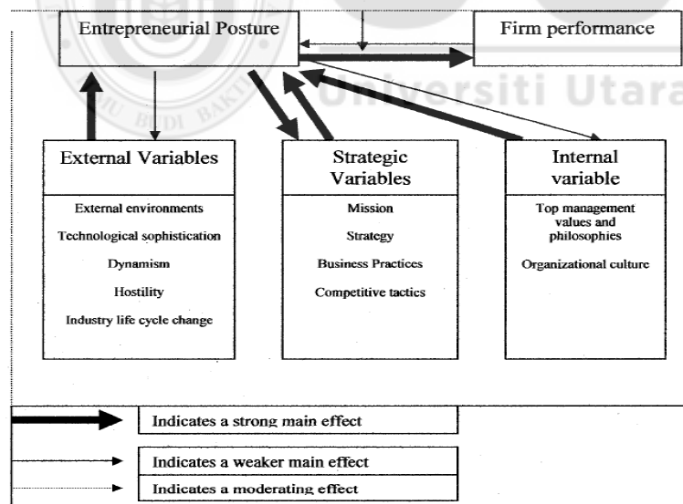 Entrepreneurial Posture
Firm performance
Universiti Utara
BUDI BAKTI
External Variables
External environments
Technological sophistication
Dynamism
Hostility
Industry life cycle change
Strategic
Variables
Mission
Strategy
Business Practices
Competitive tactics
Internal
variable
Top management
values and
philosophies
Organizational culture
Indicates a strong main effect
Indicates a weaker main effect
Indicates a moderating effect